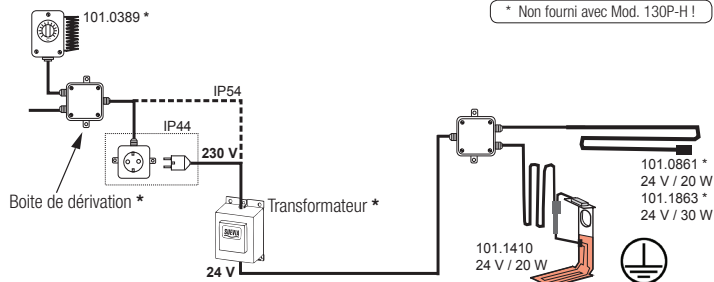 * Non fourni avec Mod. 130P-H !
101.0389 *
IP54
IP44
230 V
Boite de dérivation *
Transformateur *
SUEVIA
24 V
101.0861 *
24 V / 20 W
101.1863 *
24 V / 30 W
101.1410
24 V / 20 W